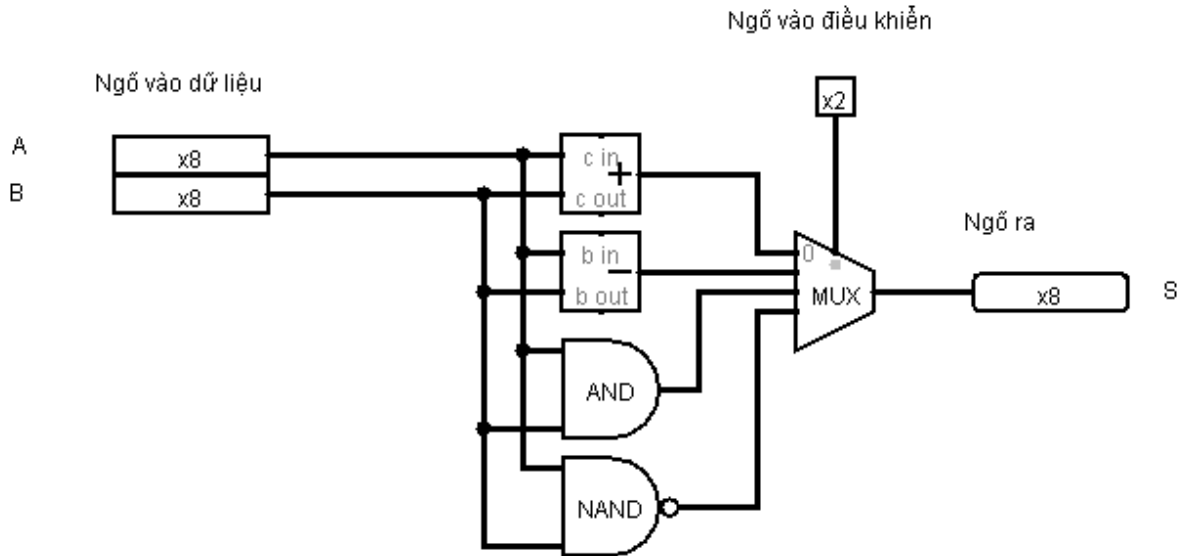 Ngõ vào điều khiển
Ngõ vào dữ liệu
x2
A
x8
c in
+
B
x8
c out
Ngõ ra
b in
−
0
b out
MUX
x8
S
AND
NAND